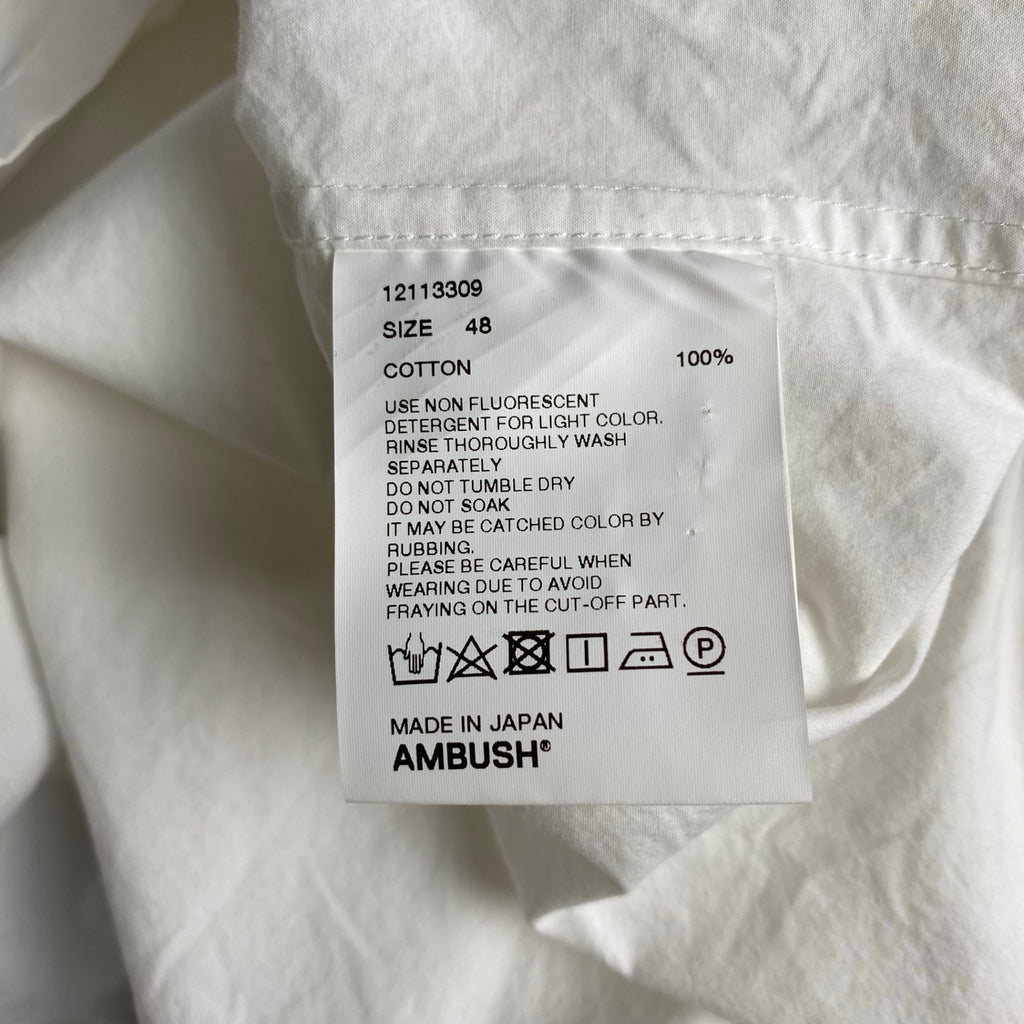 12113309
SIZE 48
COTTON 100%
USE NON FLUORESCENT
DETERGENT FOR LIGHT COLOR.
RINSE THOROUGHLY WASH
SEPARATELY
DO NOT TUMBLE DRY
DO NOT SOAK
IT MAY BE CATCHED COLOR BY
RUBBING.
PLEASE BE CAREFUL WHEN
WEARING DUE TO AVOID
FRAYING ON THE CUT-OFF PART.
P
MADE IN JAPAN
AMBUSH®